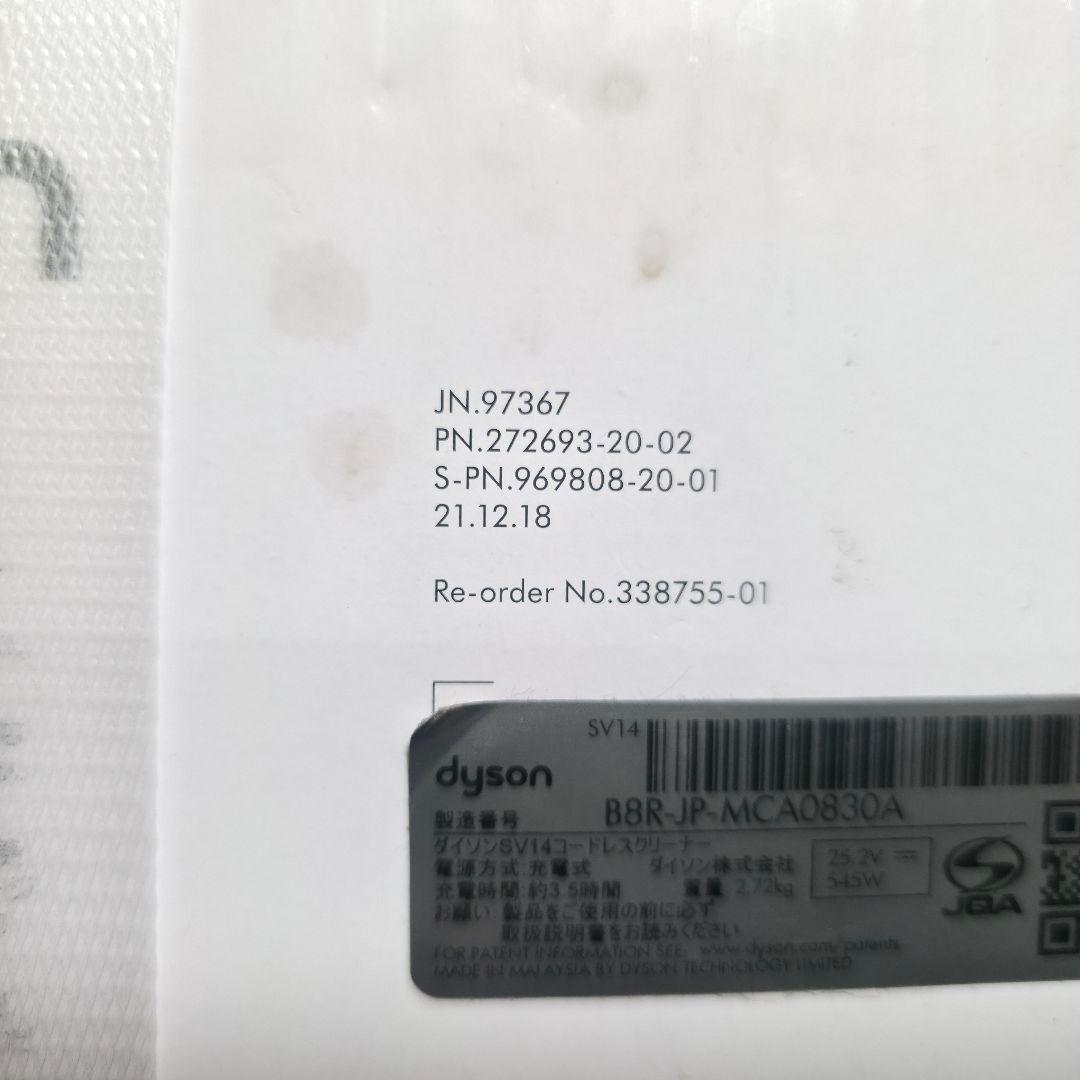 n
JN.97367
PN.272693-20-02
S-PN.969808-20-01
21.12.18
Re-order No.338755-01
SV14
dyson
製造番号 B8R-JP-MCA0830A
ダイソンSV14コードレスクリーナー
電源方式:充電式 ダイソン株式会社
充電時間:約3.5時間 質量 2.72kg
25.2V
545W
JQA
お願い:製品をご使用の前に必ず
取扱説明書をお読みください
FOR PATENT INFORMATION SEE: www.dyson.com/patents
MADE IN MALAYSIA BY DYSON TECHNOLOGY LIMITED